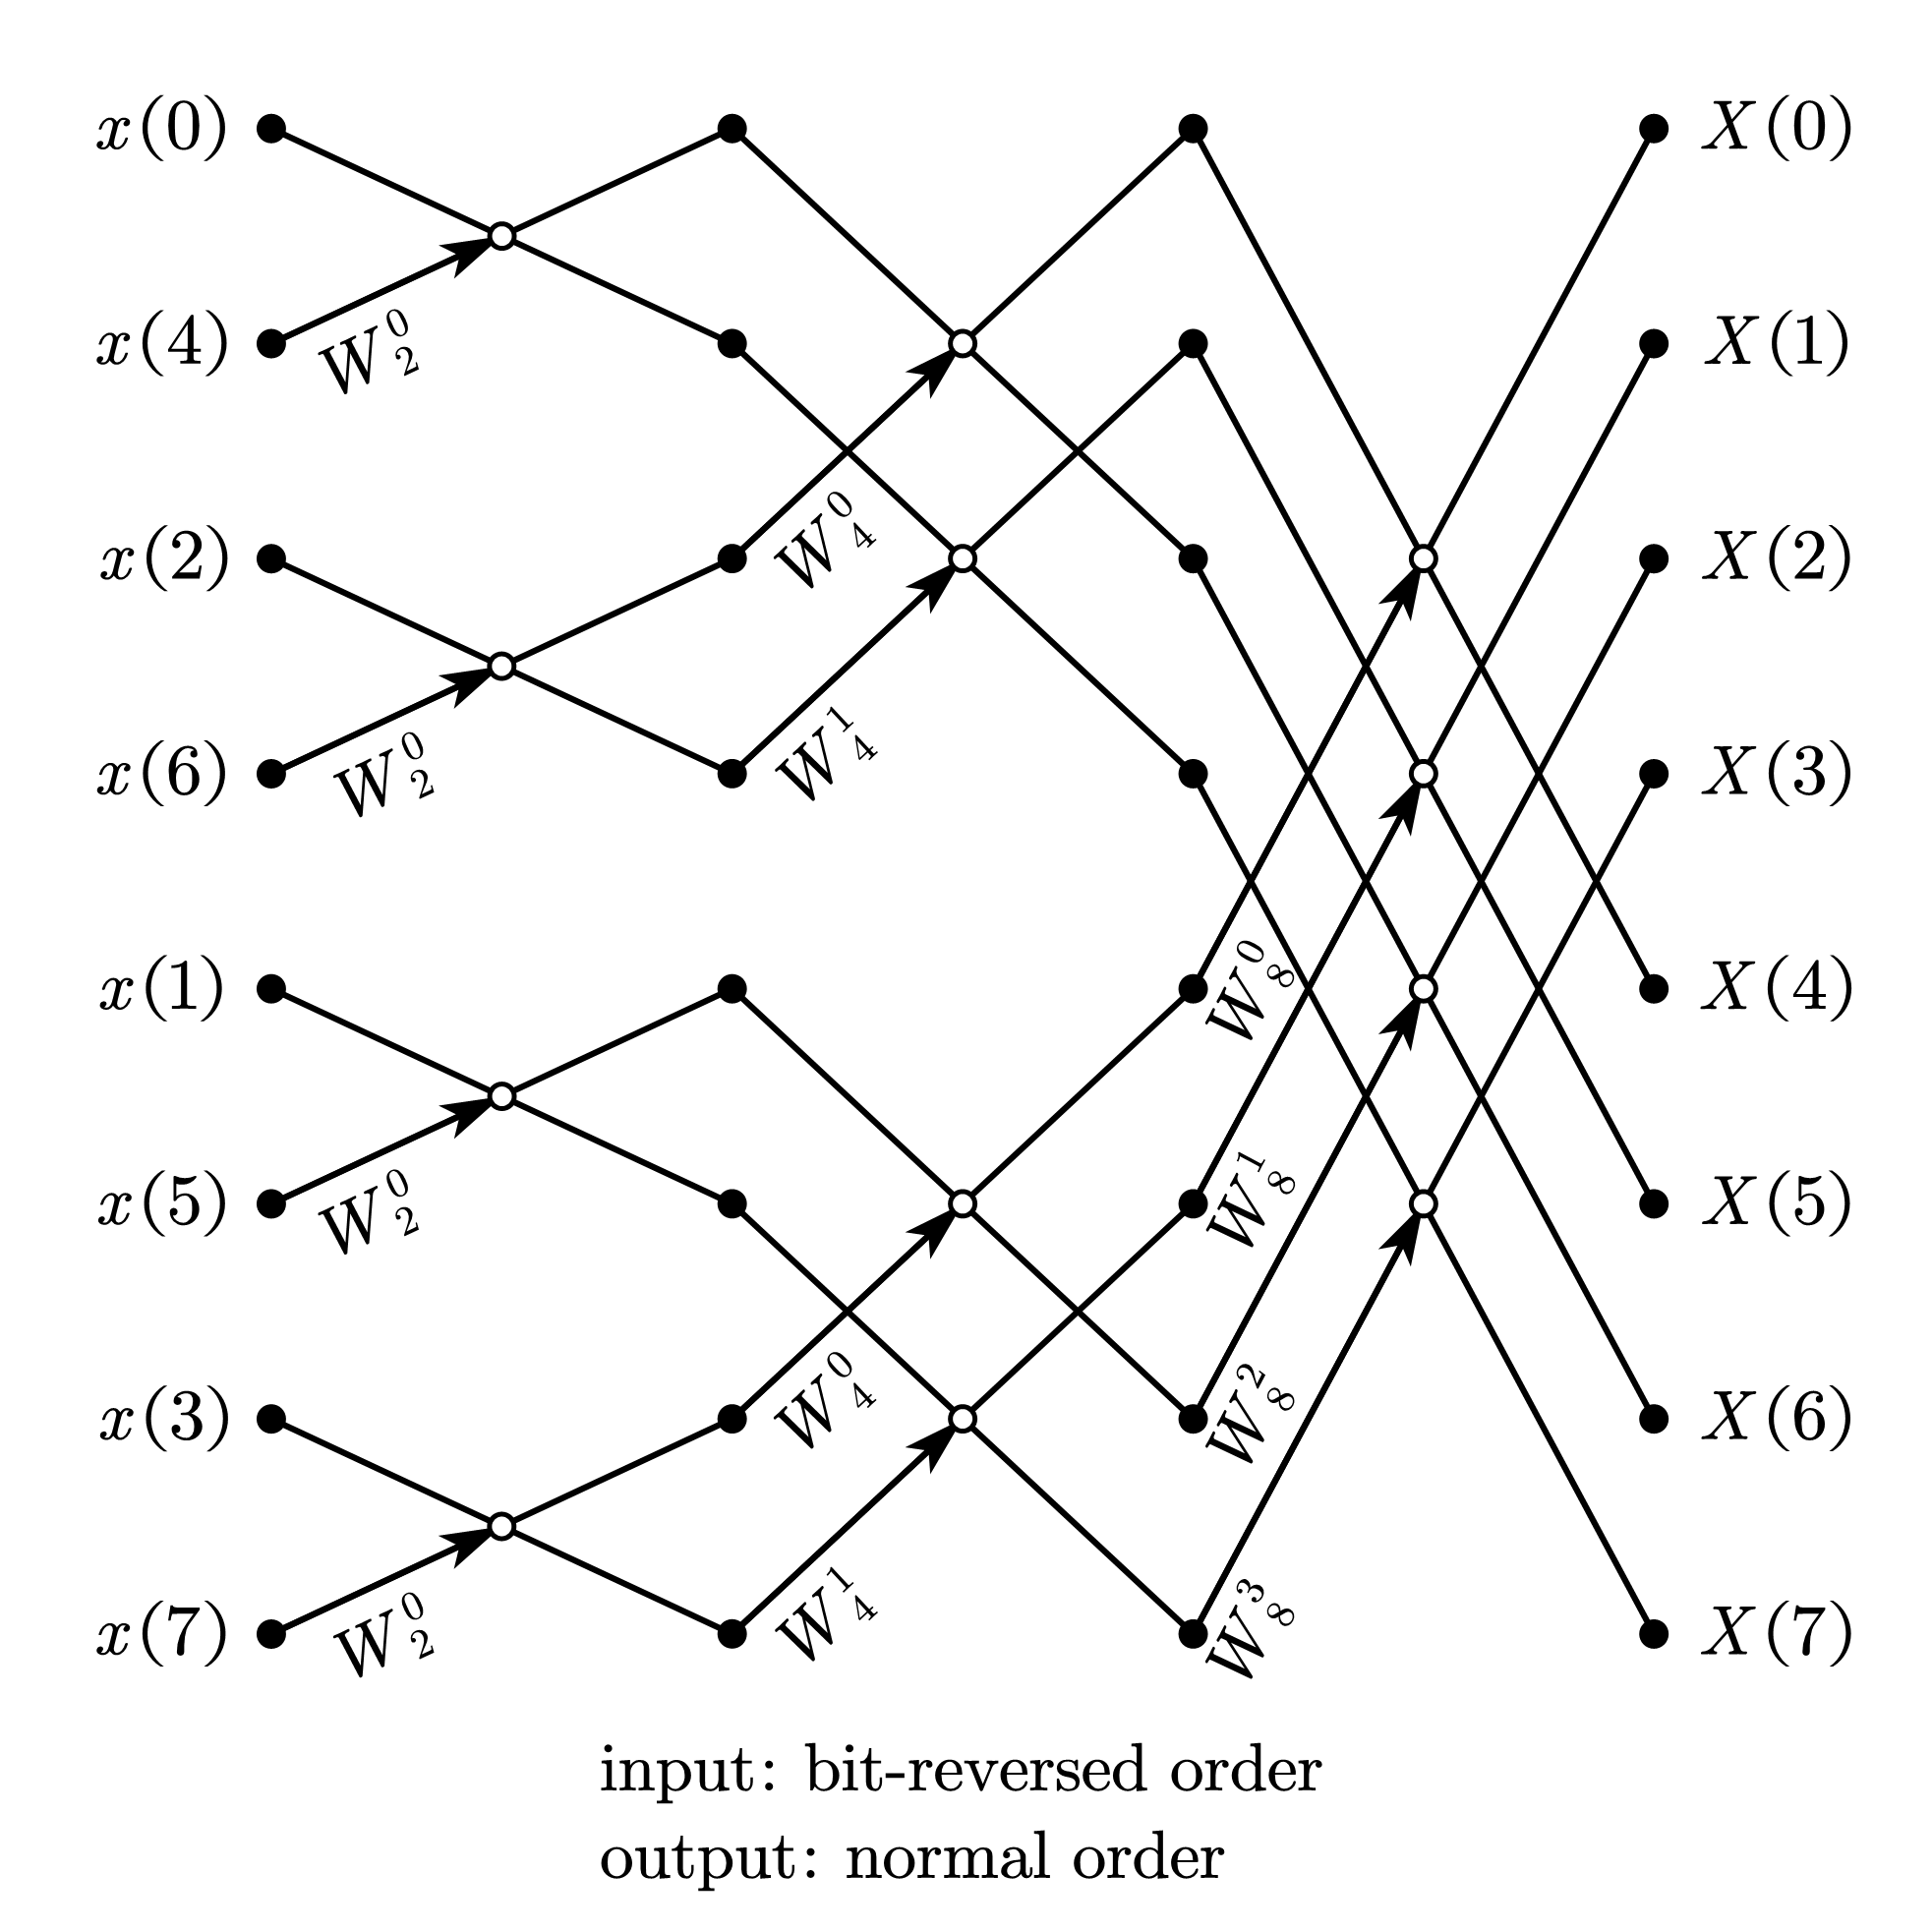 x(0) X(0)
x(4) W_2^0 X(1)
x(2) W_4^0 X(2)
x(6) W_2^0 W_4^1 X(3)
x(1) W_8^0 X(4)
x(5) W_2^0 W_8^1 X(5)
x(3) W_4^0 W_8^2 X(6)
x(7) W_2^0 W_4^1 W_8^3 X(7)
input: bit-reversed order
output: normal order